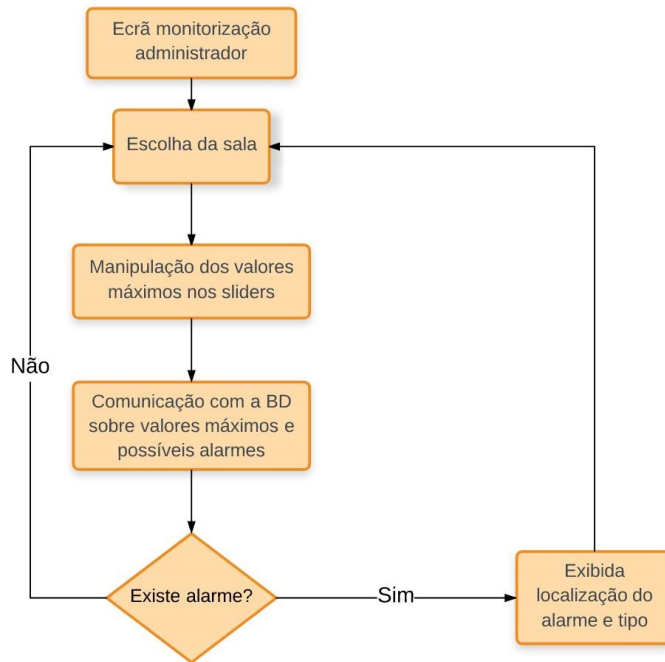 Ecrã monitorização
administrador
Escolha da sala
Manipulação dos valores
máximos nos sliders
Não
Comunicação com a BD
sobre valores máximos e
possíveis alarmes
Existe alarme?
Sim
Exibida
localização do
alarme e tipo